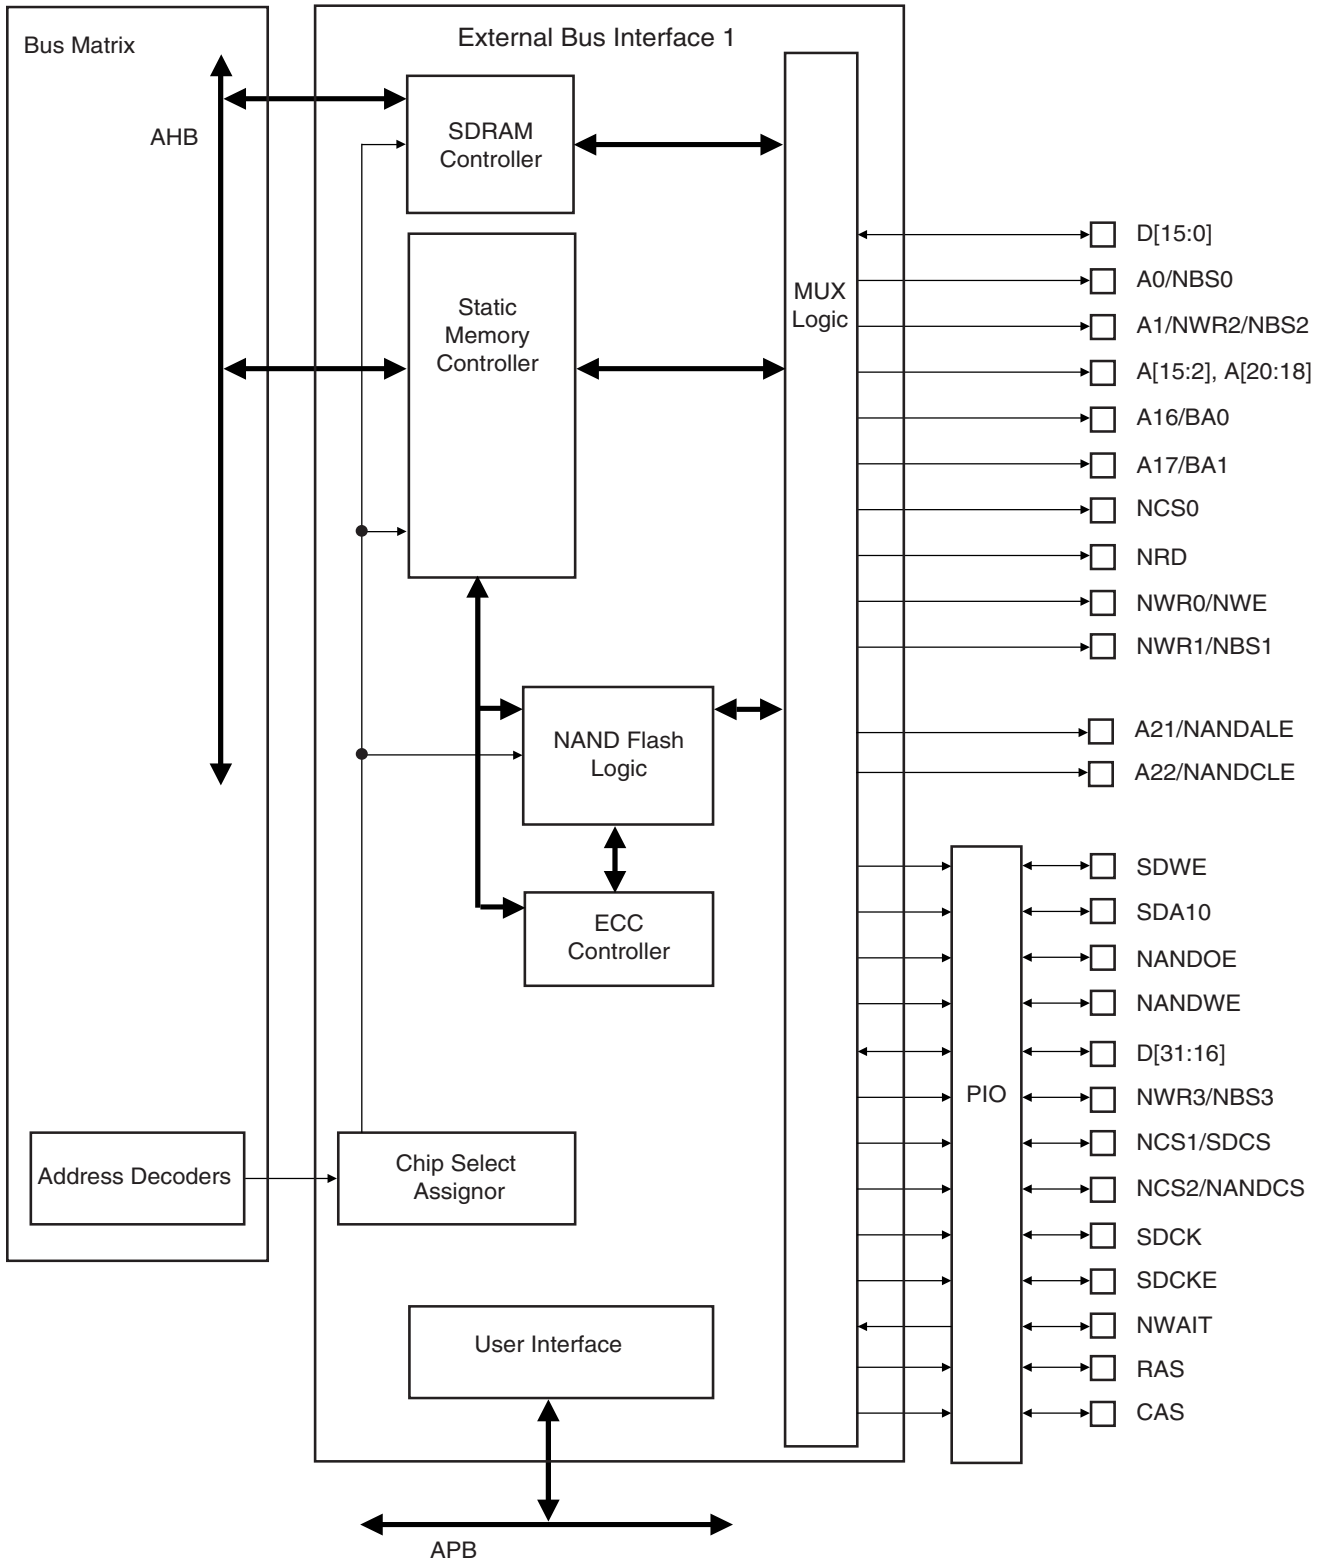 Bus Matrix
External Bus Interface 1
AHB
SDRAM
Controller
Static
Memory
Controller
MUX
Logic
NAND Flash
Logic
ECC
Controller
Address Decoders
Chip Select
Assignor
User Interface
APB
PIO
D[15:0]
A0/NBS0
A1/NWR2/NBS2
A[15:2], A[20:18]
A16/BA0
A17/BA1
NCS0
NRD
NWR0/NWE
NWR1/NBS1
A21/NANDALE
A22/NANDCLE
SDWE
SDA10
NANDOE
NANDWE
D[31:16]
NWR3/NBS3
NCS1/SDCS
NCS2/NANDCS
SDCK
SDCKE
NWAIT
RAS
CAS